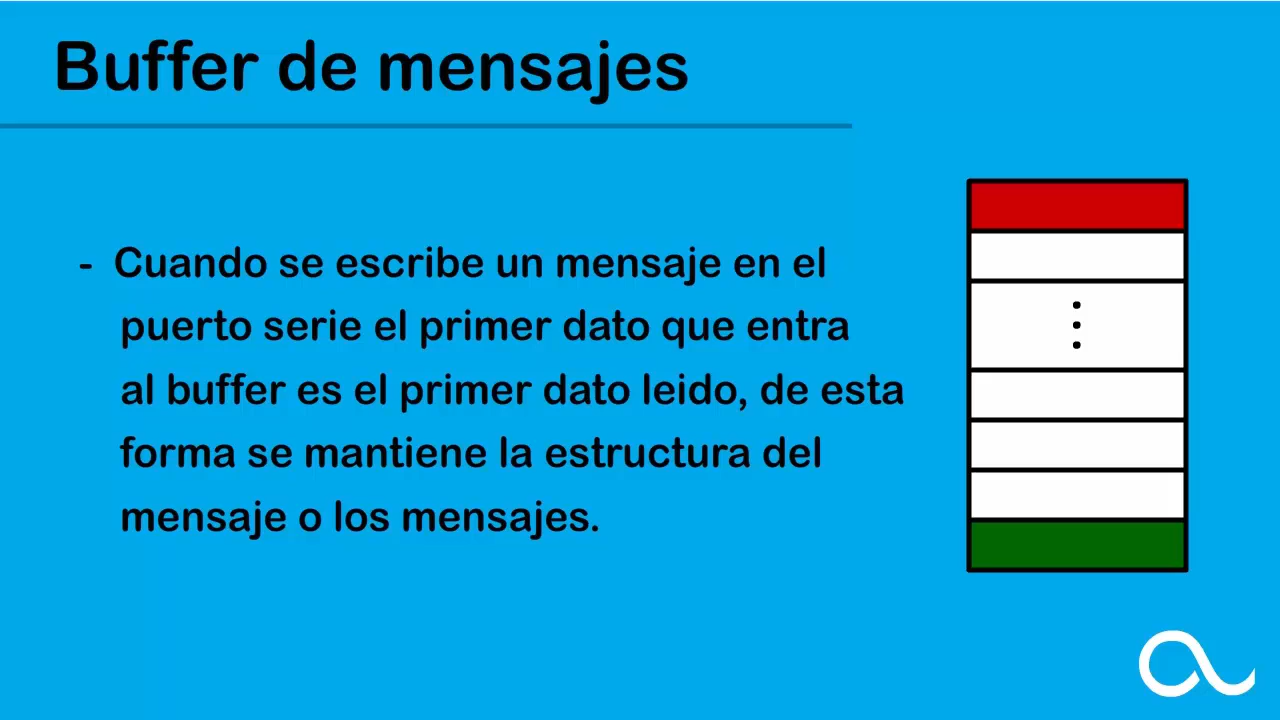 Buffer de mensajes
- Cuando se escribe un mensaje en el
puerto serie el primer dato que entra
al buffer es el primer dato leido, de esta
forma se mantiene la estructura del
mensaje o los mensajes.